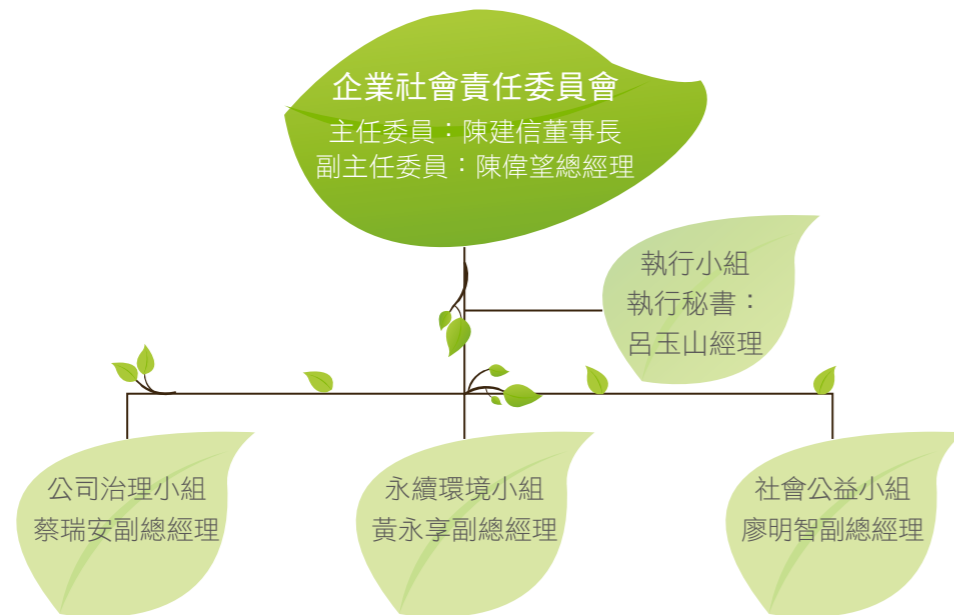 企業社會責任委員會
主任委員：陳建信董事長
副主任委員：陳偉望總經理
執行小組
執行秘書：
呂玉山經理
公司治理小組
蔡瑞安副總經理
永續環境小組
黃永享副總經理
社會公益小組
廖明智副總經理